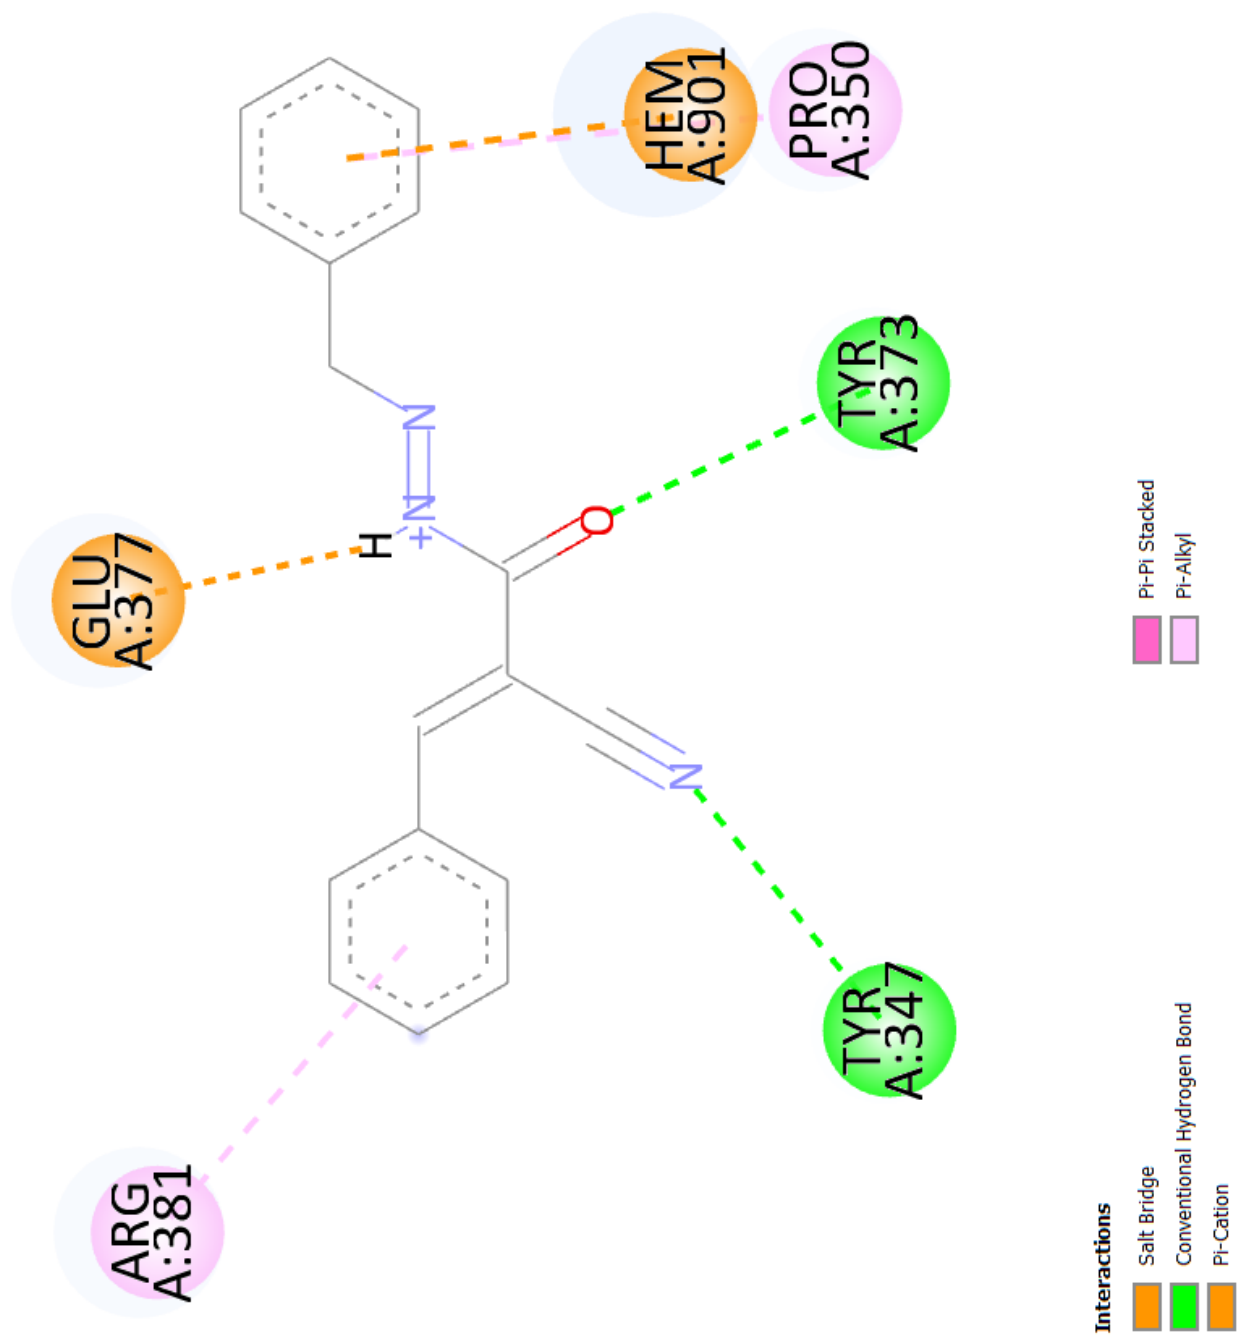 HEM
A:901
PRO
A:350
TYR
A:373
N
N
+
H
O
GLU
A:377
N
TYR
A:347
ARG
A:381
Interactions
Salt Bridge
Conventional Hydrogen Bond
Pi-Cation
Pi-Pi Stacked
Pi-Alkyl